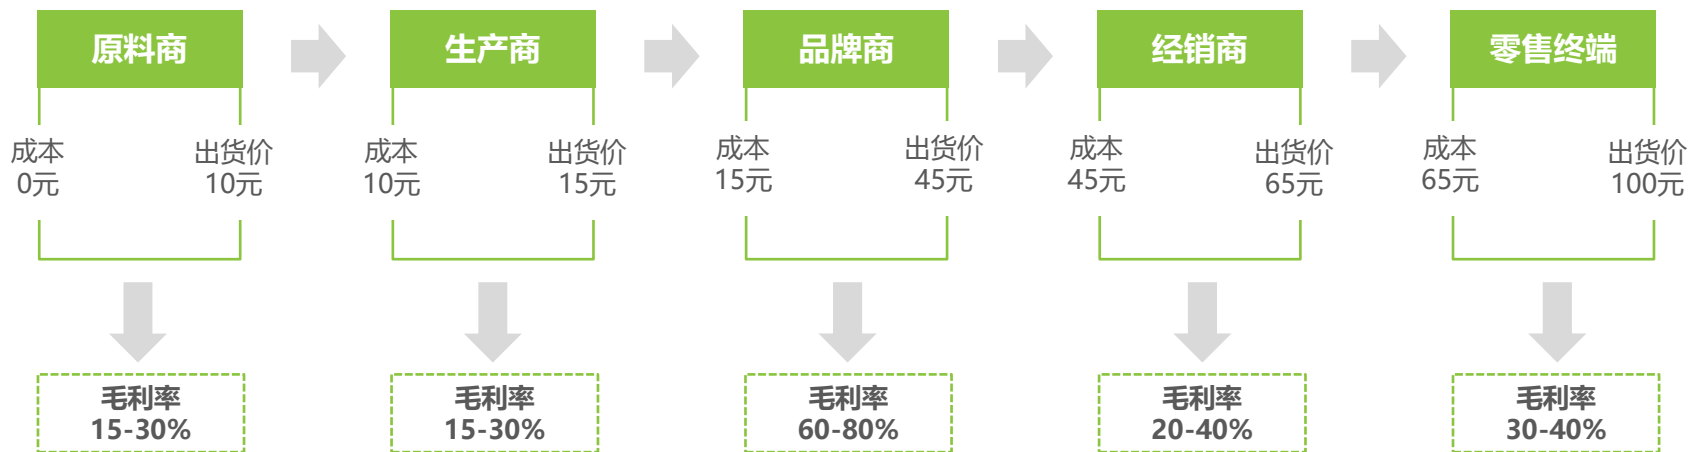 原料商
生产商
品牌商
经销商
零售终端
成本
0元
出货价
10元
成本
10元
出货价
15元
成本
15元
出货价
45元
成本
45元
出货价
65元
成本
65元
出货价
100元
毛利率
15-30%
毛利率
15-30%
毛利率
60-80%
毛利率
20-40%
毛利率
30-40%